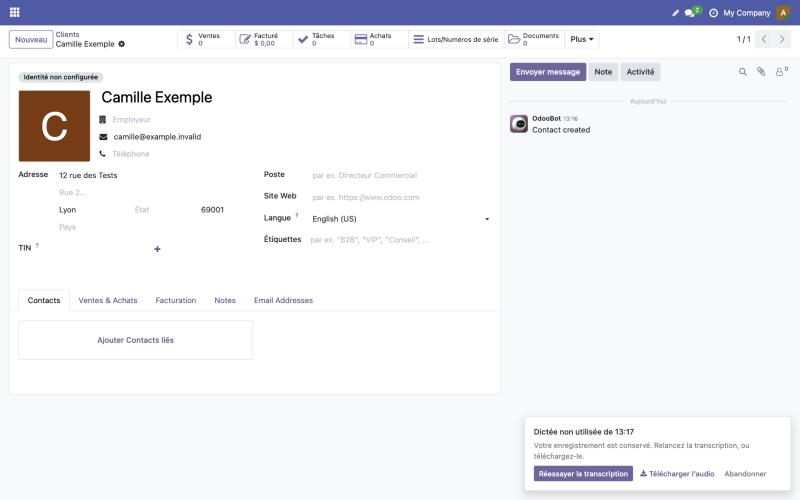 2
My Company
A
Nouveau
Clients
Camille Exemple
Ventes
0
Facturé
$ 0,00
Tâches
0
Achats
0
Lots/Numéros de série
Documents
0
Plus
1 / 1
Identité non configurée
C
Camille Exemple
Employeur
camille@example.invalid
Téléphone
Adresse
12 rue des Tests
Rue 2...
Lyon État 69001
Pays
TIN ?
Poste par ex. Directeur Commercial
Site Web par ex. https://www.odoo.com
Langue ? English (US)
Étiquettes par ex. "B2B", "VIP", "Conseil", ...
Contacts Ventes & Achats Facturation Notes Email Addresses
Ajouter Contacts liés
Envoyer message Note Activité 0
Aujourd'hui
OdooBot 13:16
Contact created
Dictée non utilisée de 13:17
Votre enregistrement est conservé. Relancez la transcription, ou
téléchargez-le.
Réessayer la transcription Télécharger l'audio Abandonner